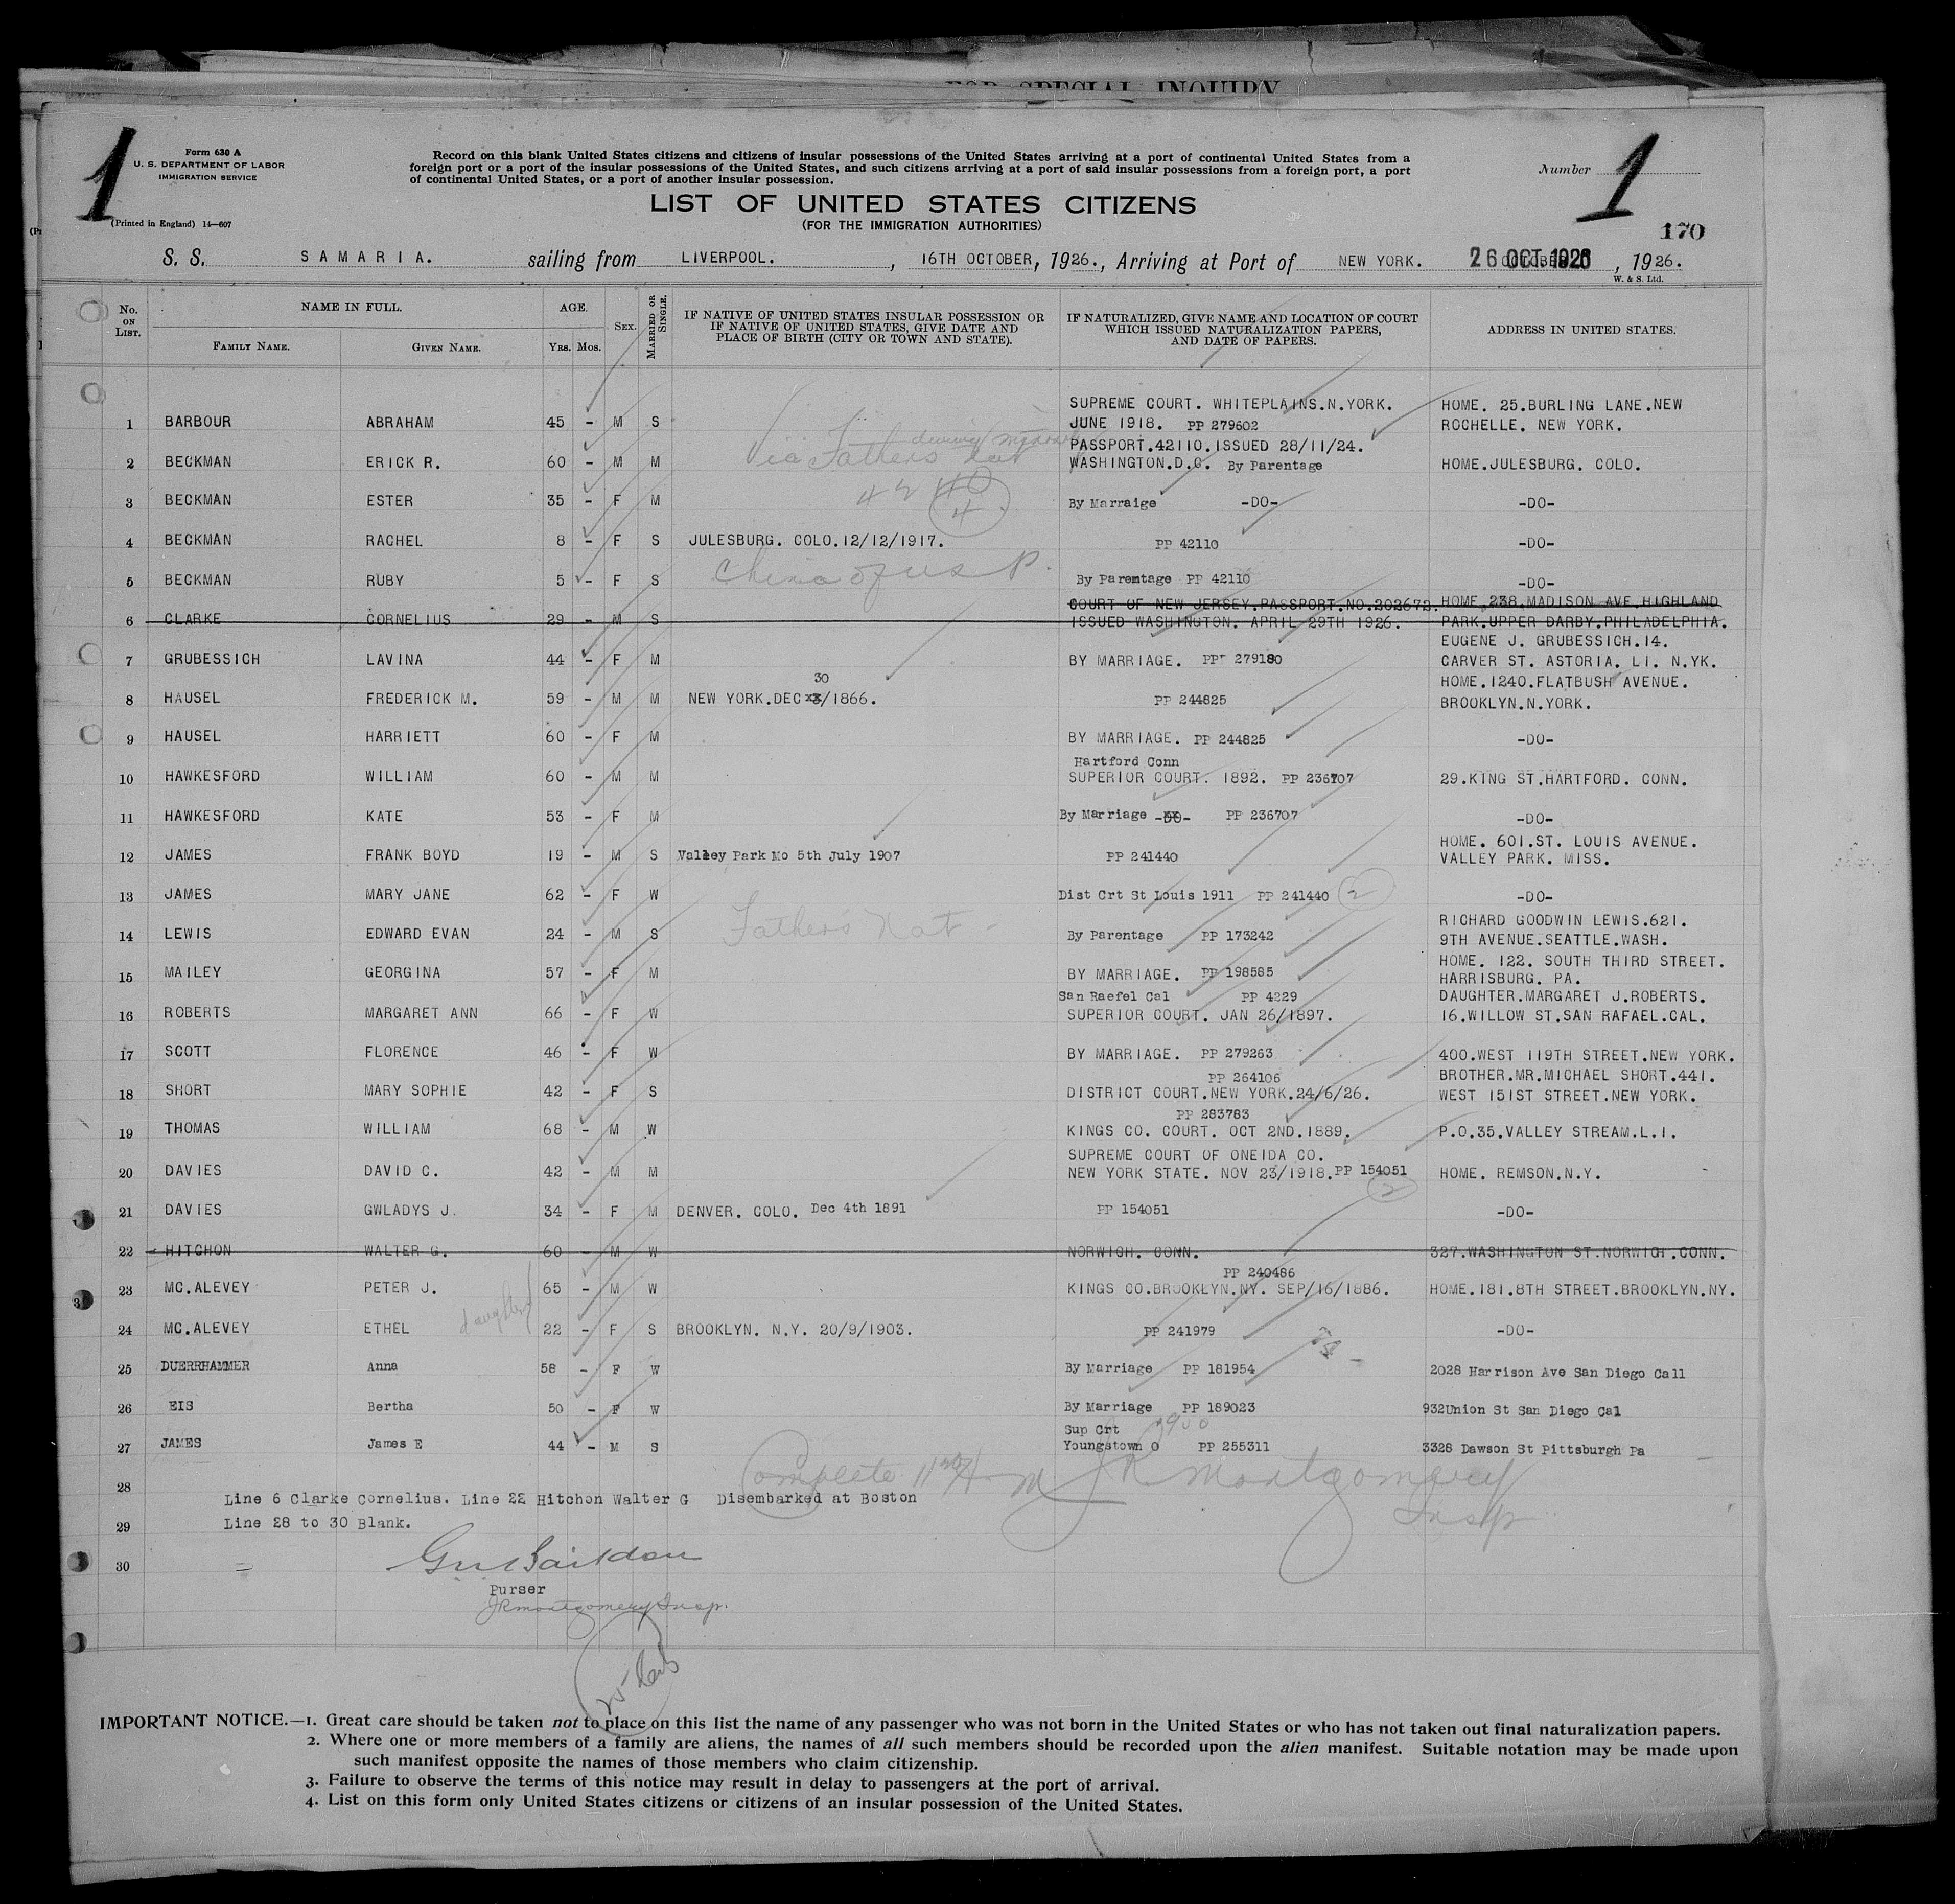 FOR SPECIAL INQUIRY
1
Form 630 A
U. S. DEPARTMENT OF LABOR
IMMIGRATION SERVICE
(Printed in England) 14—607
Record on this blank United States citizens and citizens of insular possessions of the United States arriving at a port of continental United States from a
foreign port or a port of the insular possessions of the United States, and such citizens arriving at a port of said insular possessions from a foreign port, a port
of continental United States, or a port of another insular possession.
Number 1
LIST OF UNITED STATES CITIZENS
(FOR THE IMMIGRATION AUTHORITIES)
170
S. S. SAMARIA. sailing from LIVERPOOL. , 16TH OCTOBER, 1926., Arriving at Port of NEW YORK. 26 OCT 1926 , 1926.
W. & S. Ltd.
No. ON LIST. NAME IN FULL. AGE. SEX. MARRIED OR SINGLE. IF NATIVE OF UNITED STATES INSULAR POSSESSION OR IF NATIVE OF UNITED STATES, GIVE DATE AND PLACE OF BIRTH (CITY OR TOWN AND STATE). IF NATURALIZED, GIVE NAME AND LOCATION OF COURT WHICH ISSUED NATURALIZATION PAPERS, AND DATE OF PAPERS. ADDRESS IN UNITED STATES.
FAMILY NAME. GIVEN NAME. YRS. MOS.
SUPREME COURT. WHITEPLAINS.N.YORK. HOME. 25.BURLING LANE.NEW
1 BARBOUR ABRAHAM 45 - M S JUNE 1918. PP 279602 ROCHELLE. NEW YORK.
during
PASSPORT.42110.ISSUED 28/11/24.
2 BECKMAN ERICK R. 60 - M M Via Fathers Nat WASHINGTON.D.C. By Parentage HOME.JULESBURG. COLO.
3 BECKMAN ESTER 35 - F M By Marraige -DO- -DO-
4
4 BECKMAN RACHEL 8 - F S JULESBURG. COLO.12/12/1917. PP 42110 -DO-
5 BECKMAN RUBY 5 - F S China of US P. By Parentage PP 42110 -DO-
COURT OF NEW JERSEY.PASSPORT.NO.202672. HOME.238.MADISON AVE.HIGHLAND
6 CLARKE CORNELIUS 29 - M S ISSUED WASHINGTON. APRIL 29TH 1926. PARK.UPPER DARBY.PHILADELPHIA.
EUGENE J. GRUBESSICH.14.
7 GRUBESSICH LAVINA 44 - F M BY MARRIAGE. PP 279180 CARVER ST. ASTORIA. LI. N.YK.
30 HOME.1240.FLATBUSH AVENUE.
8 HAUSEL FREDERICK M. 59 - M M NEW YORK.DEC xx/1866. PP 244825 BROOKLYN.N.YORK.
9 HAUSEL HARRIETT 60 - F M BY MARRIAGE. PP 244825 -DO-
Hartford Conn
10 HAWKESFORD WILLIAM 60 - M M SUPERIOR COURT. 1892. PP 236707 29.KING ST.HARTFORD. CONN.
11 HAWKESFORD KATE 53 - F M By Marriage -DO- PP 236707 -DO-
HOME. 601.ST. LOUIS AVENUE.
12 JAMES FRANK BOYD 19 - M S Valley Park Mo 5th July 1907 PP 241440 VALLEY PARK. MISS.
13 JAMES MARY JANE 62 - F W Dist Crt St Louis 1911 PP 241440 2 -DO-
RICHARD GOODWIN LEWIS.621.
14 LEWIS EDWARD EVAN 24 - M S Fathers Nat - By Parentage PP 173242 9TH AVENUE.SEATTLE.WASH.
HOME. 122. SOUTH THIRD STREET.
15 MAILEY GEORGINA 57 - F M BY MARRIAGE. PP 198585 HARRISBURG. PA.
San Raefel Cal PP 4229 DAUGHTER.MARGARET J.ROBERTS.
16 ROBERTS MARGARET ANN 66 - F W SUPERIOR COURT. JAN 26/1897. 16.WILLOW ST.SAN RAFAEL.CAL.
17 SCOTT FLORENCE 46 - F W BY MARRIAGE. PP 279263 400.WEST 119TH STREET.NEW YORK.
PP 264106 BROTHER.MR.MICHAEL SHORT.441.
18 SHORT MARY SOPHIE 42 - F S DISTRICT COURT.NEW YORK.24/6/26. WEST 151ST STREET.NEW YORK.
PP 283783
19 THOMAS WILLIAM 68 - M W KINGS CO. COURT. OCT 2ND.1889. P.O.35.VALLEY STREAM.L.I.
SUPREME COURT OF ONEIDA CO.
20 DAVIES DAVID C. 42 - M M NEW YORK STATE. NOV 23/1918. PP 154051 HOME. REMSON.N.Y.
2
21 DAVIES GWLADYS J. 34 - F M DENVER. COLO. Dec 4th 1891 PP 154051 -DO-
22 HITCHON WALTER G. 60 - M W NORWICH. CONN. 327.WASHINGTON ST.NORWICH.CONN.
PP 240486
23 MC.ALEVEY PETER J. 65 - M W KINGS CO.BROOKLYN.NY. SEP/16/1886. HOME.181.8TH STREET.BROOKLYN.NY.
24 MC.ALEVEY ETHEL daughter 22 - F S BROOKLYN. N.Y. 20/9/1903. PP 241979 -DO-
25 DUERRHAMMER Anna 58 - F W By Marriage PP 181954 2028 Harrison Ave San Diego Call
26 EIS Bertha 50 - F W By Marriage PP 189023 932Union St San Diego Cal
Sup Crt 1900
27 JAMES James E 44 - M S Youngstown O PP 255311 3328 Dawson St Pittsburgh Pa
28 Complete JR Montgomery
Line 6 Clarke Cornelius. Line 22 Hitchon Walter G Disembarked at Boston
Insp
29 Line 28 to 30 Blank.
30
Purser
JR Montgomery Insp.
IMPORTANT NOTICE.—1. Great care should be taken not to place on this list the name of any passenger who was not born in the United States or who has not taken out final naturalization papers.
2. Where one or more members of a family are aliens, the names of all such members should be recorded upon the alien manifest. Suitable notation may be made upon
such manifest opposite the names of those members who claim citizenship.
3. Failure to observe the terms of this notice may result in delay to passengers at the port of arrival.
4. List on this form only United States citizens or citizens of an insular possession of the United States.